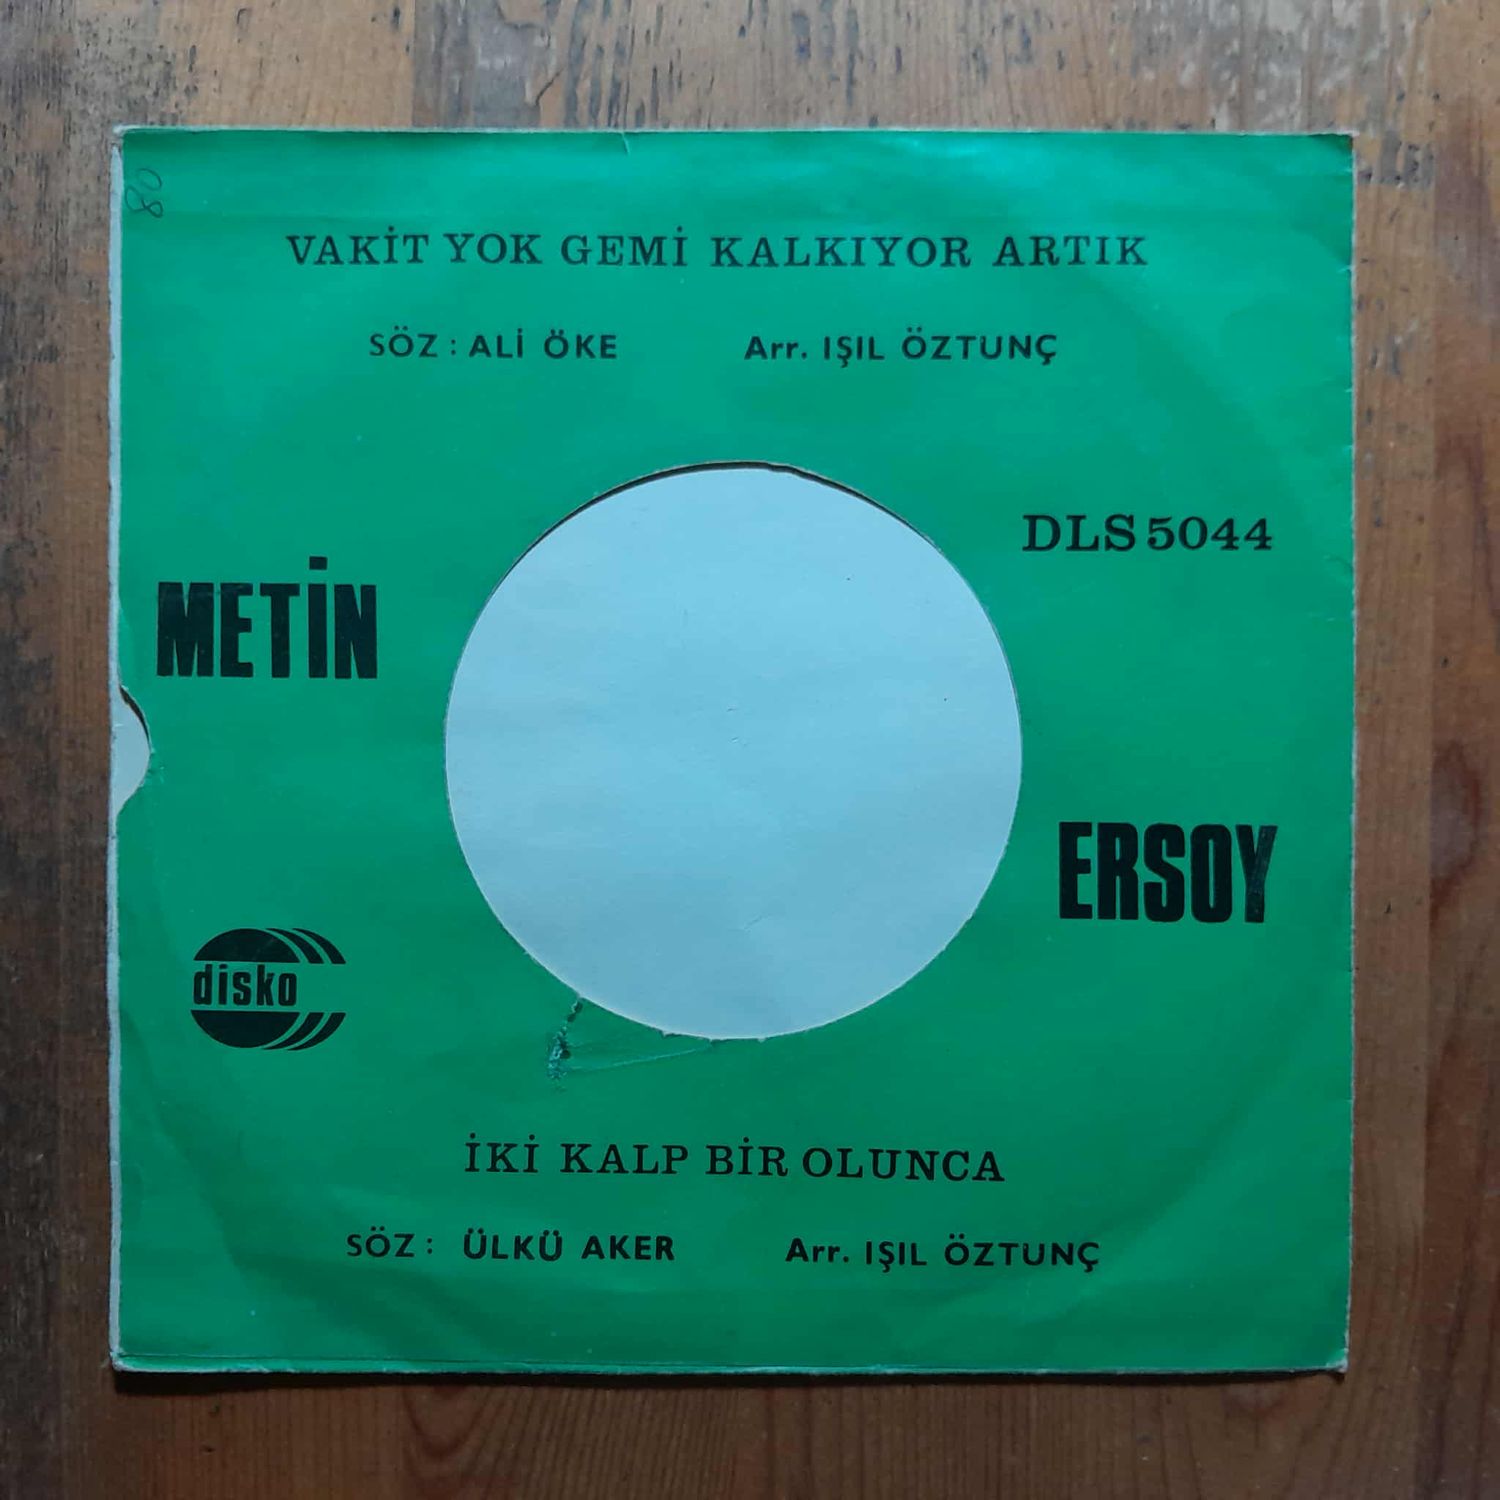 80
VAKİT YOK GEMİ KALKIYOR ARTIK
SÖZ : ALİ ÖKE Arr. IŞIL ÖZTUNÇ
DLS 5044
METİN
ERSOY
disko
İKİ KALP BİR OLUNCA
SÖZ : ÜLKÜ AKER Arr. IŞIL ÖZTUNÇ